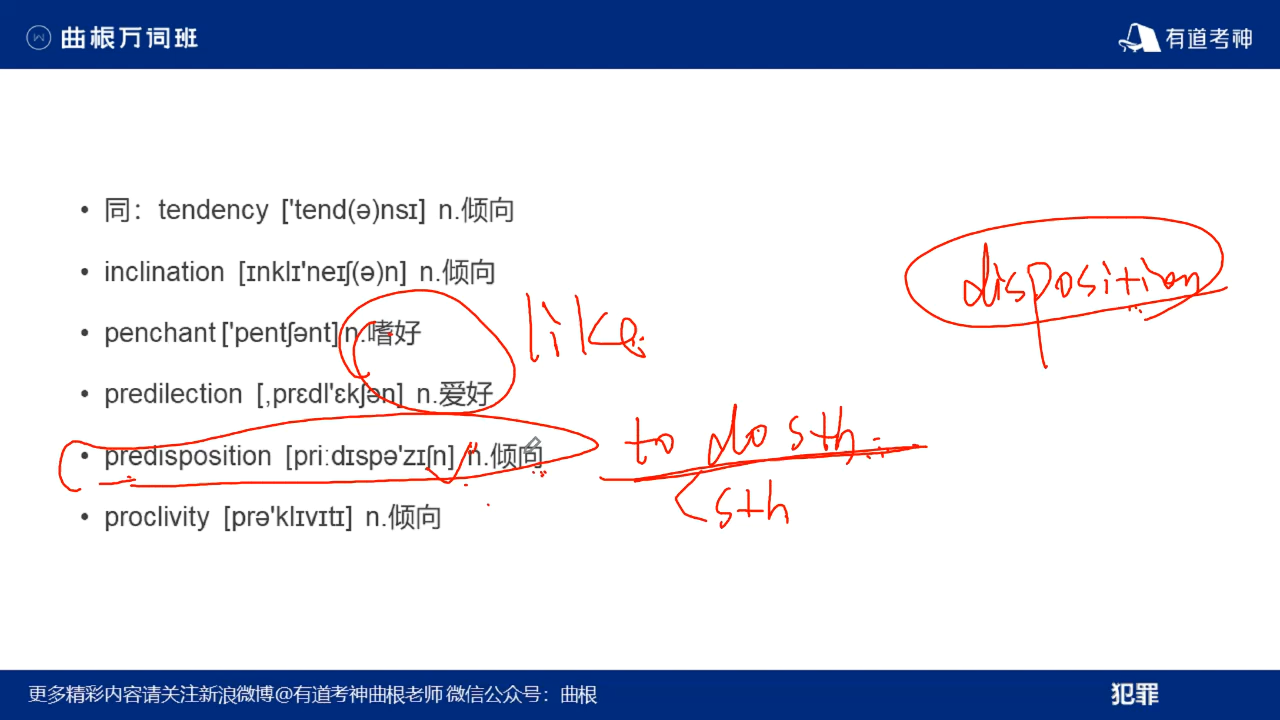 曲根万词班
有道考神
• 同：tendency ['tend(ə)nsɪ] n.倾向
• inclination [ɪnklɪ'neɪʃ(ə)n] n.倾向
disposition
• penchant ['pentʃənt] n.嗜好
like
• predilection [ˌprɛdl'ɛkʃən] n.爱好
• predisposition [priːdɪspə'zɪʃn] n.倾向
to do sth
sth
• proclivity [prə'klɪvɪtɪ] n.倾向
更多精彩内容请关注新浪微博@有道考神曲根老师 微信公众号：曲根
犯罪